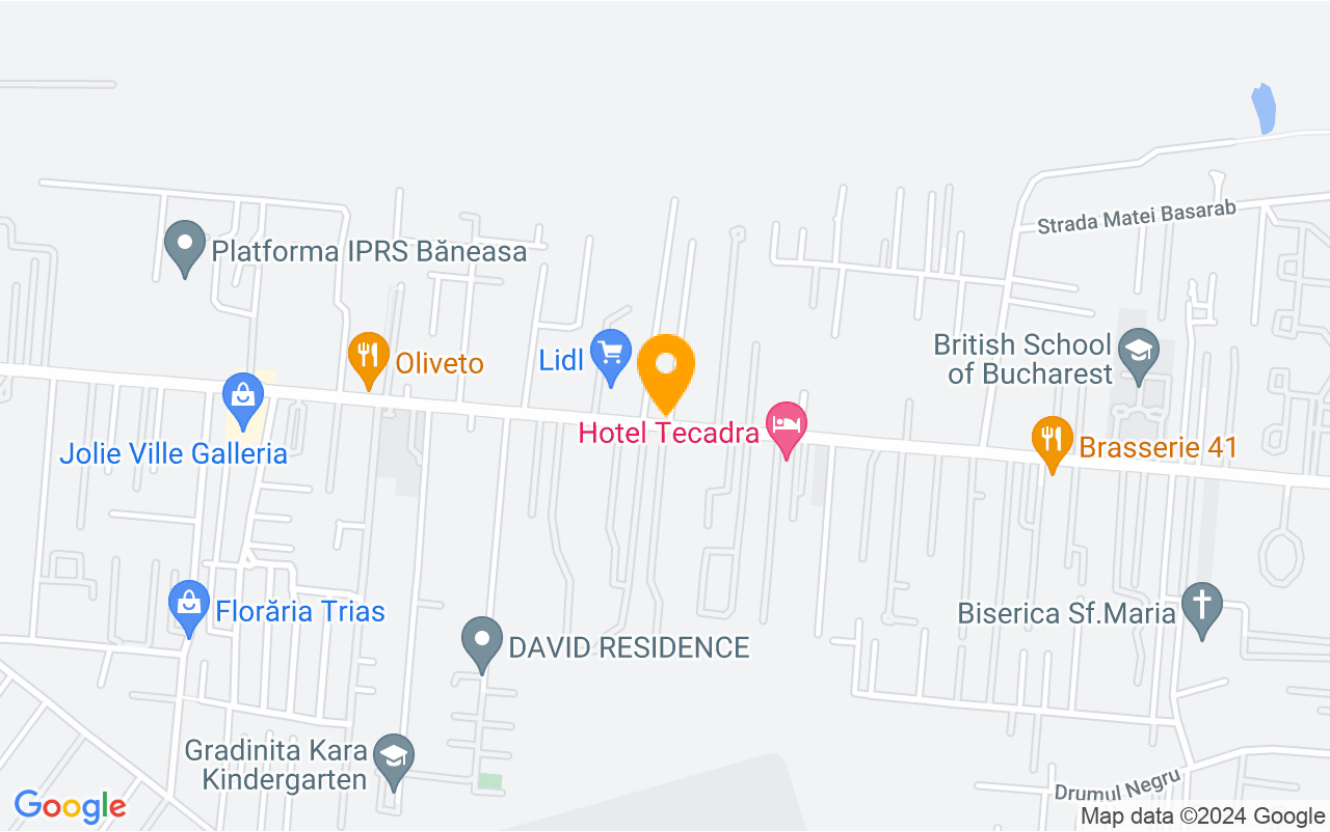 Strada Matei Basarab
Platforma IPRS Băneasa
British School
of Bucharest
Lidl
Oliveto
Hotel Tecadra
Brasserie 41
Jolie Ville Galleria
Florăria Trias
Biserica Sf.Maria
DAVID RESIDENCE
Gradinita Kara
Kindergarten
Drumul Negru
Google
Map data ©2024 Google